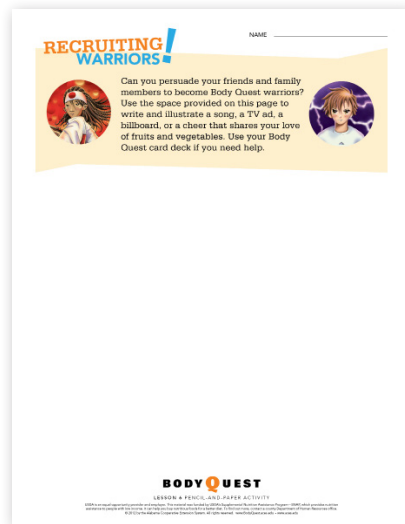 NAME
RECRUITING
WARRIORS!
Can you persuade your friends and family
members to become Body Quest warriors?
Use the space provided on this page to
write and illustrate a song, a TV ad, a
billboard, or a cheer that shares your love
of fruits and vegetables. Use your Body
Quest card deck if you need help.
BODY QUEST
LESSON 6 PENCIL-AND-PAPER ACTIVITY